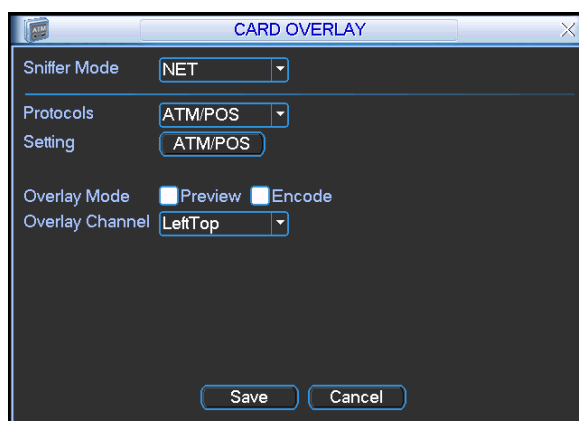 ATM
CARD OVERLAY
Sniffer Mode NET
Protocols ATM/POS
Setting ATM/POS
Overlay Mode Preview Encode
Overlay Channel LeftTop
Save Cancel